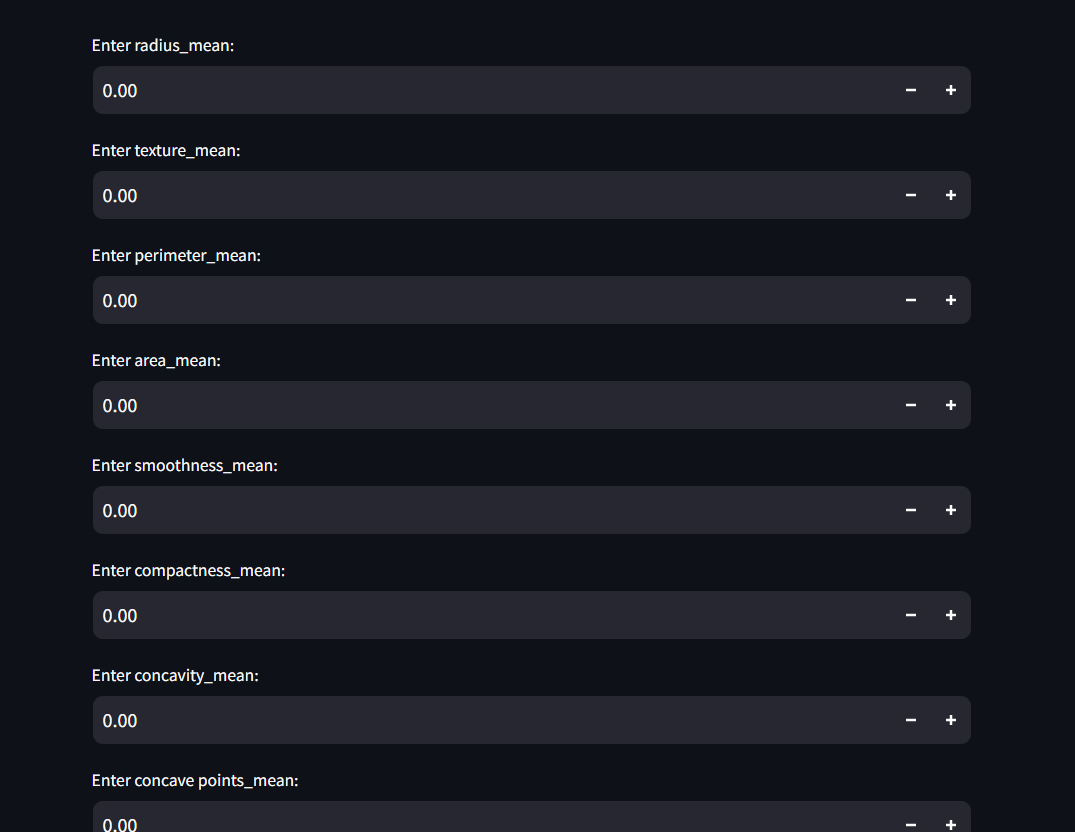 Enter radius_mean:
0.00
Enter texture_mean:
0.00
Enter perimeter_mean:
0.00
Enter area_mean:
0.00
Enter smoothness_mean:
0.00
Enter compactness_mean:
0.00
Enter concavity_mean:
0.00
Enter concave points_mean:
0.00